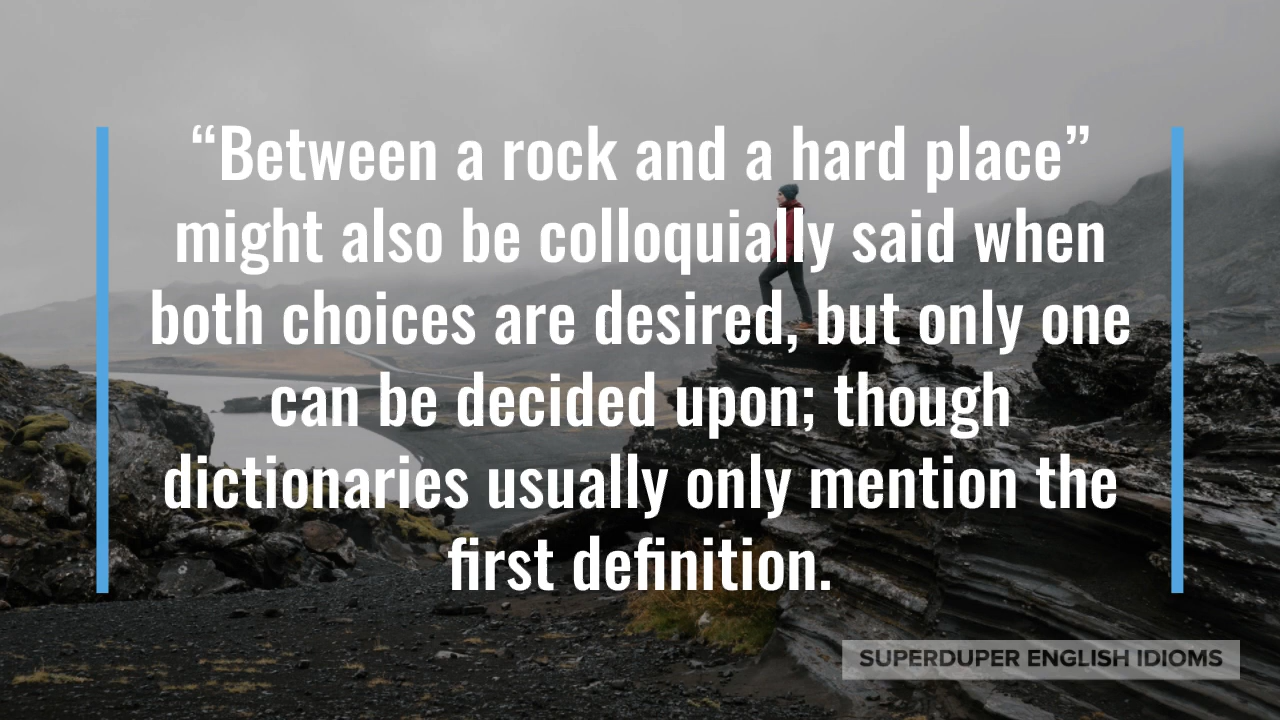 “Between a rock and a hard place”
might also be colloquially said when
both choices are desired, but only one
can be decided upon; though
dictionaries usually only mention the
first definition.
SUPERDUPER ENGLISH IDIOMS